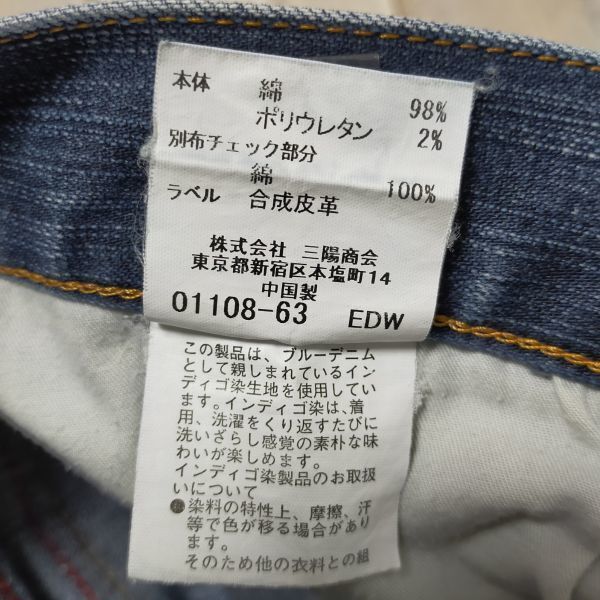 本体 綿 98%
ポリウレタン 2%
別布チェック部分
綿 100%
ラベル 合成皮革
株式会社 三陽商会
東京都新宿区本塩町14
中国製
01108-63 EDW
この製品は、ブルーデニム
として親しまれているイン
ディゴ染生地を使用してい
ます。インディゴ染は、着
用、洗濯をくり返すたびに
洗いざらし感覚の素朴な味
わいが楽しめます。
インディゴ染製品のお取扱
いについて
●染料の特性上、摩擦、汗
等で色が移る場合があり
ます。
そのため他の衣料との組